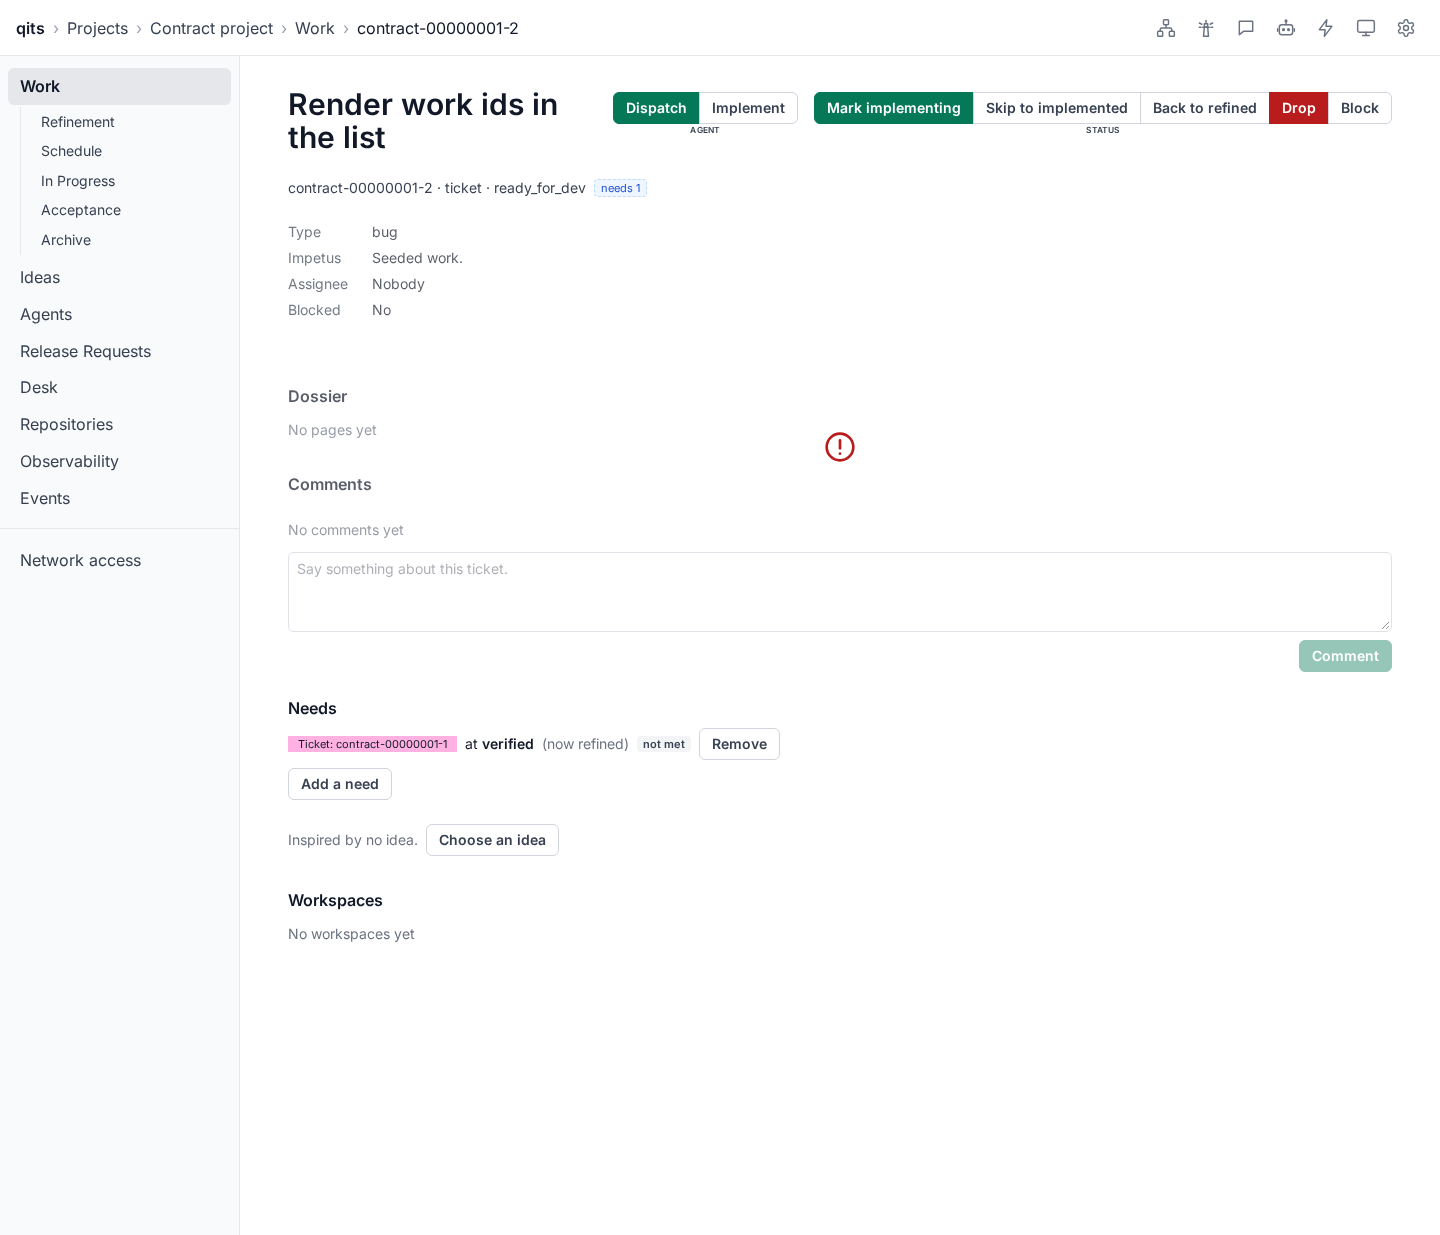 qits › Projects › Contract project › Work › contract-00000001-2
Work
Refinement
Schedule
In Progress
Acceptance
Archive
Ideas
Agents
Release Requests
Desk
Repositories
Observability
Events
Network access
Render work ids in
the list
Dispatch Implement
AGENT
Mark implementing Skip to implemented Back to refined Drop Block
STATUS
contract-00000001-2 · ticket · ready_for_dev needs 1
Type bug
Impetus Seeded work.
Assignee Nobody
Blocked No
Dossier
No pages yet
Comments
No comments yet
Say something about this ticket.
Comment
Needs
Ticket: contract-00000001-1 at verified (now refined) not met Remove
Add a need
Inspired by no idea. Choose an idea
Workspaces
No workspaces yet